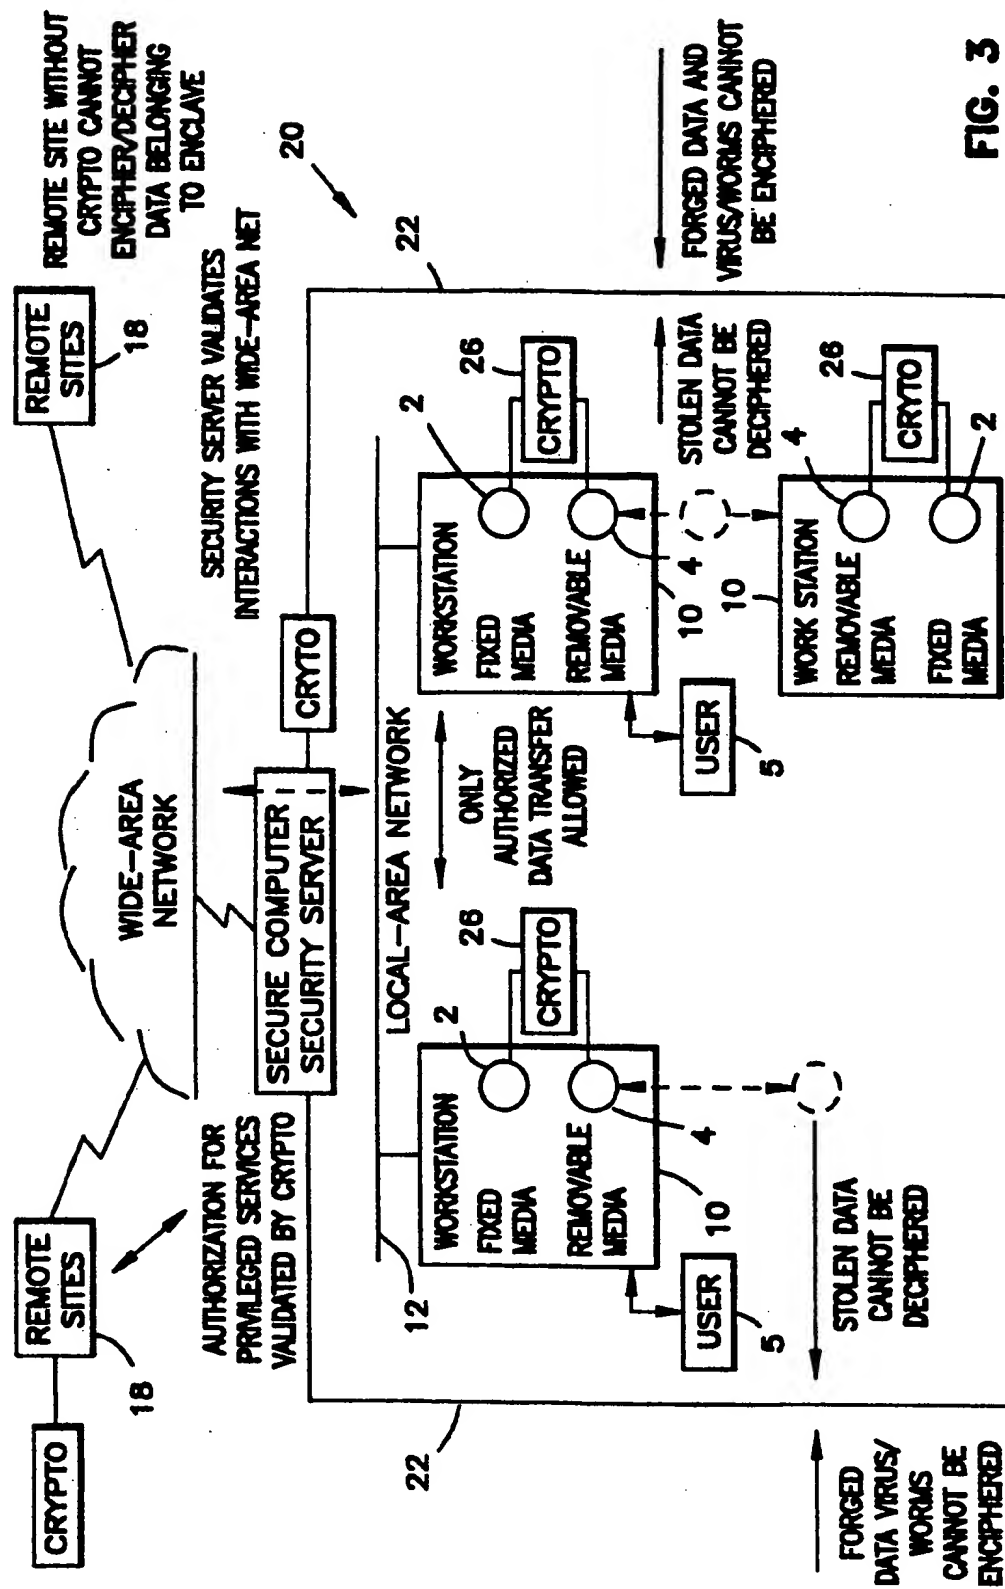 CRYPTO
REMOTE
SITES
18
WIDE-AREA
NETWORK
REMOTE
SITES
18
REMOTE SITE WITHOUT
CRYPTO CANNOT
ENCIPHER/DECIPHER
DATA BELONGING
TO ENCLAVE
AUTHORIZATION FOR
PRIVILEGED SERVICES
VALIDATED BY CRYPTO
SECURE COMPUTER
SECURITY SERVER
CRYTO
SECURITY SERVER VALIDATES
INTERACTIONS WITH WIDE-AREA NET
20
22
22
12
LOCAL-AREA NETWORK
WORKSTATION
FIXED
MEDIA
REMOVABLE
MEDIA
2
4
10
CRYPTO
26
USER
5
ONLY
AUTHORIZED
DATA TRANSFER
ALLOWED
WORKSTATION
FIXED
MEDIA
REMOVABLE
MEDIA
2
4
10
CRYPTO
26
USER
5
STOLEN DATA
CANNOT BE
DECIPHERED
FORGED DATA AND
VIRUS/WORMS CANNOT
BE ENCIPHERED
FORGED
DATA VIRUS/
WORMS
CANNOT BE
ENCIPHERED
STOLEN DATA
CANNOT BE
DECIPHERED
10
WORK STATION
REMOVABLE
MEDIA
FIXED
MEDIA
4
2
CRYTO
26
FIG. 3